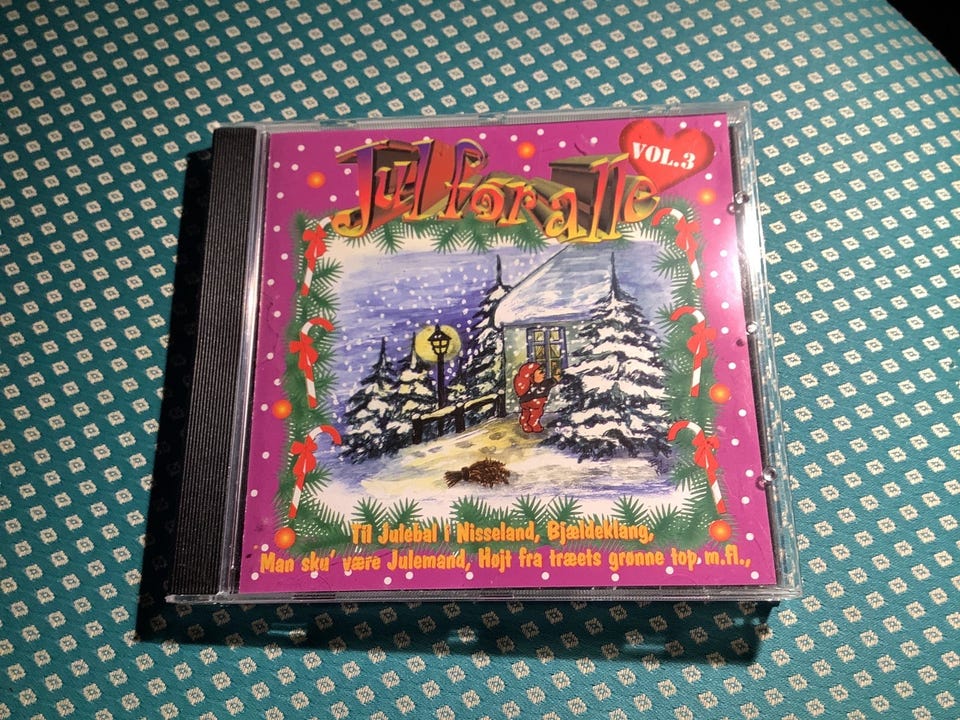 Jul for alle
VOL.3
Til Julebal i Nisseland, Bjældeklang,
Man sku' være Julemand, Højt fra træets grønne top, m.fl.,